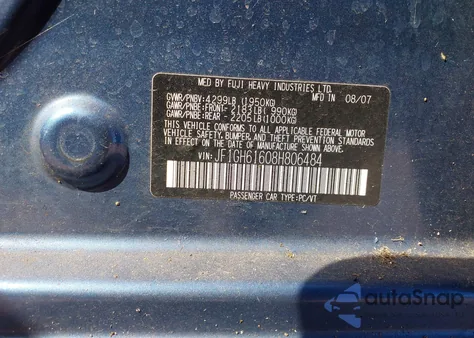 MFD BY FUJI HEAVY INDUSTRIES LTD. IN 08/07
GVWR/PNBV:4299LB (1950KG)
GAWR/PNBE:FRONT- 2183LB( 990KG)
GAWR/PNBE:REAR - 2205LB(1000KG)
THIS VEHICLE CONFORMS TO ALL APPLICABLE FEDERAL MOTOR
VEHICLE SAFETY, BUMPER, AND THEFT PREVENTION STANDARDS
IN EFFECT ON THE DATE OF MANUFACTURE SHOWN ABOVE.
VIN: JF1GH61608H806484
PASSENGER CAR TYPE:PC/VT
autoSnap